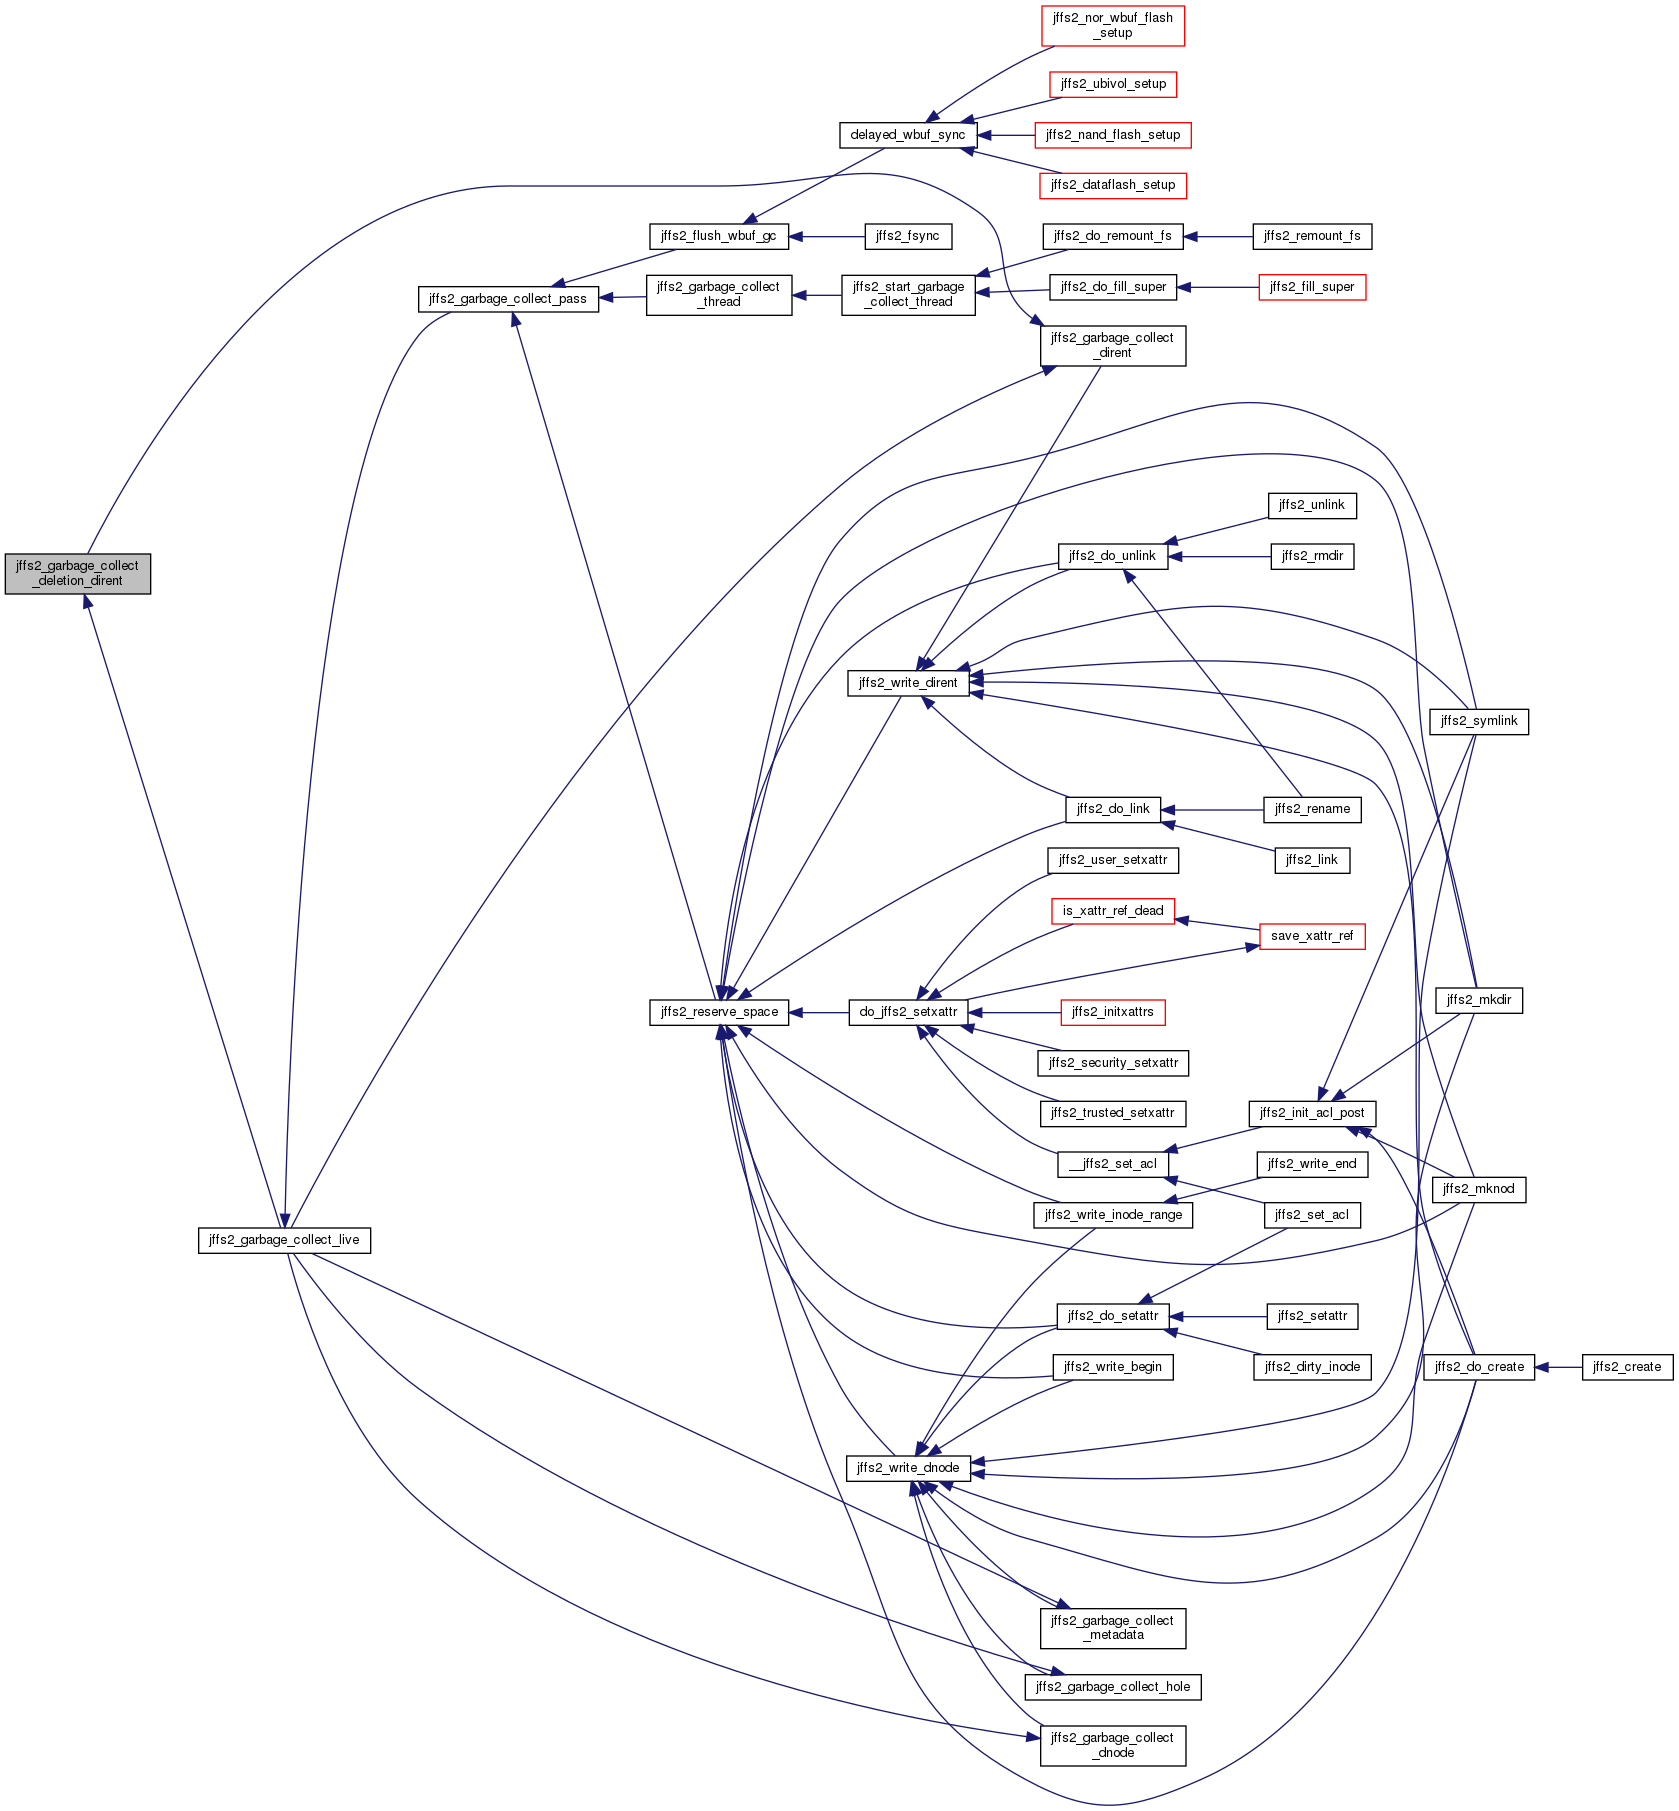 jffs2_nor_wbuf_flash
_setup
jffs2_ubivol_setup
delayed_wbuf_sync
jffs2_nand_flash_setup
jffs2_dataflash_setup
jffs2_flush_wbuf_gc
jffs2_fsync
jffs2_do_remount_fs
jffs2_remount_fs
jffs2_garbage_collect_pass
jffs2_garbage_collect
_thread
jffs2_start_garbage
_collect_thread
jffs2_do_fill_super
jffs2_fill_super
jffs2_garbage_collect
_dirent
jffs2_unlink
jffs2_do_unlink
jffs2_rmdir
jffs2_garbage_collect
_deletion_dirent
jffs2_write_dirent
jffs2_symlink
jffs2_do_link
jffs2_rename
jffs2_user_setxattr
jffs2_link
is_xattr_ref_dead
save_xattr_ref
jffs2_reserve_space
do_jffs2_setxattr
jffs2_initxattrs
jffs2_mkdir
jffs2_security_setxattr
jffs2_trusted_setxattr
jffs2_init_acl_post
__jffs2_set_acl
jffs2_write_end
jffs2_mknod
jffs2_write_inode_range
jffs2_set_acl
jffs2_garbage_collect_live
jffs2_do_setattr
jffs2_setattr
jffs2_write_begin
jffs2_dirty_inode
jffs2_do_create
jffs2_create
jffs2_write_dnode
jffs2_garbage_collect
_metadata
jffs2_garbage_collect_hole
jffs2_garbage_collect
_dnode